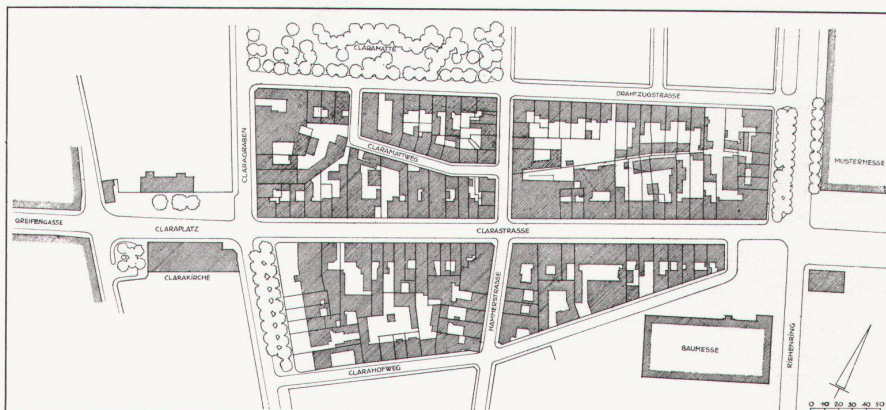 CLARAMATTE
DRAHTZUGSTRASSE
CLARAGRABEN
CLARAMATTWEG
MUSTERMESSE
GREIFENGASSE
CLARAPLATZ
CLARASTRASSE
CLARAKIRCHE
HAMMERSTRASSE
BAUMESSE
RIEHENRING
CLARAHOFWEG
0 10 20 30 40 50